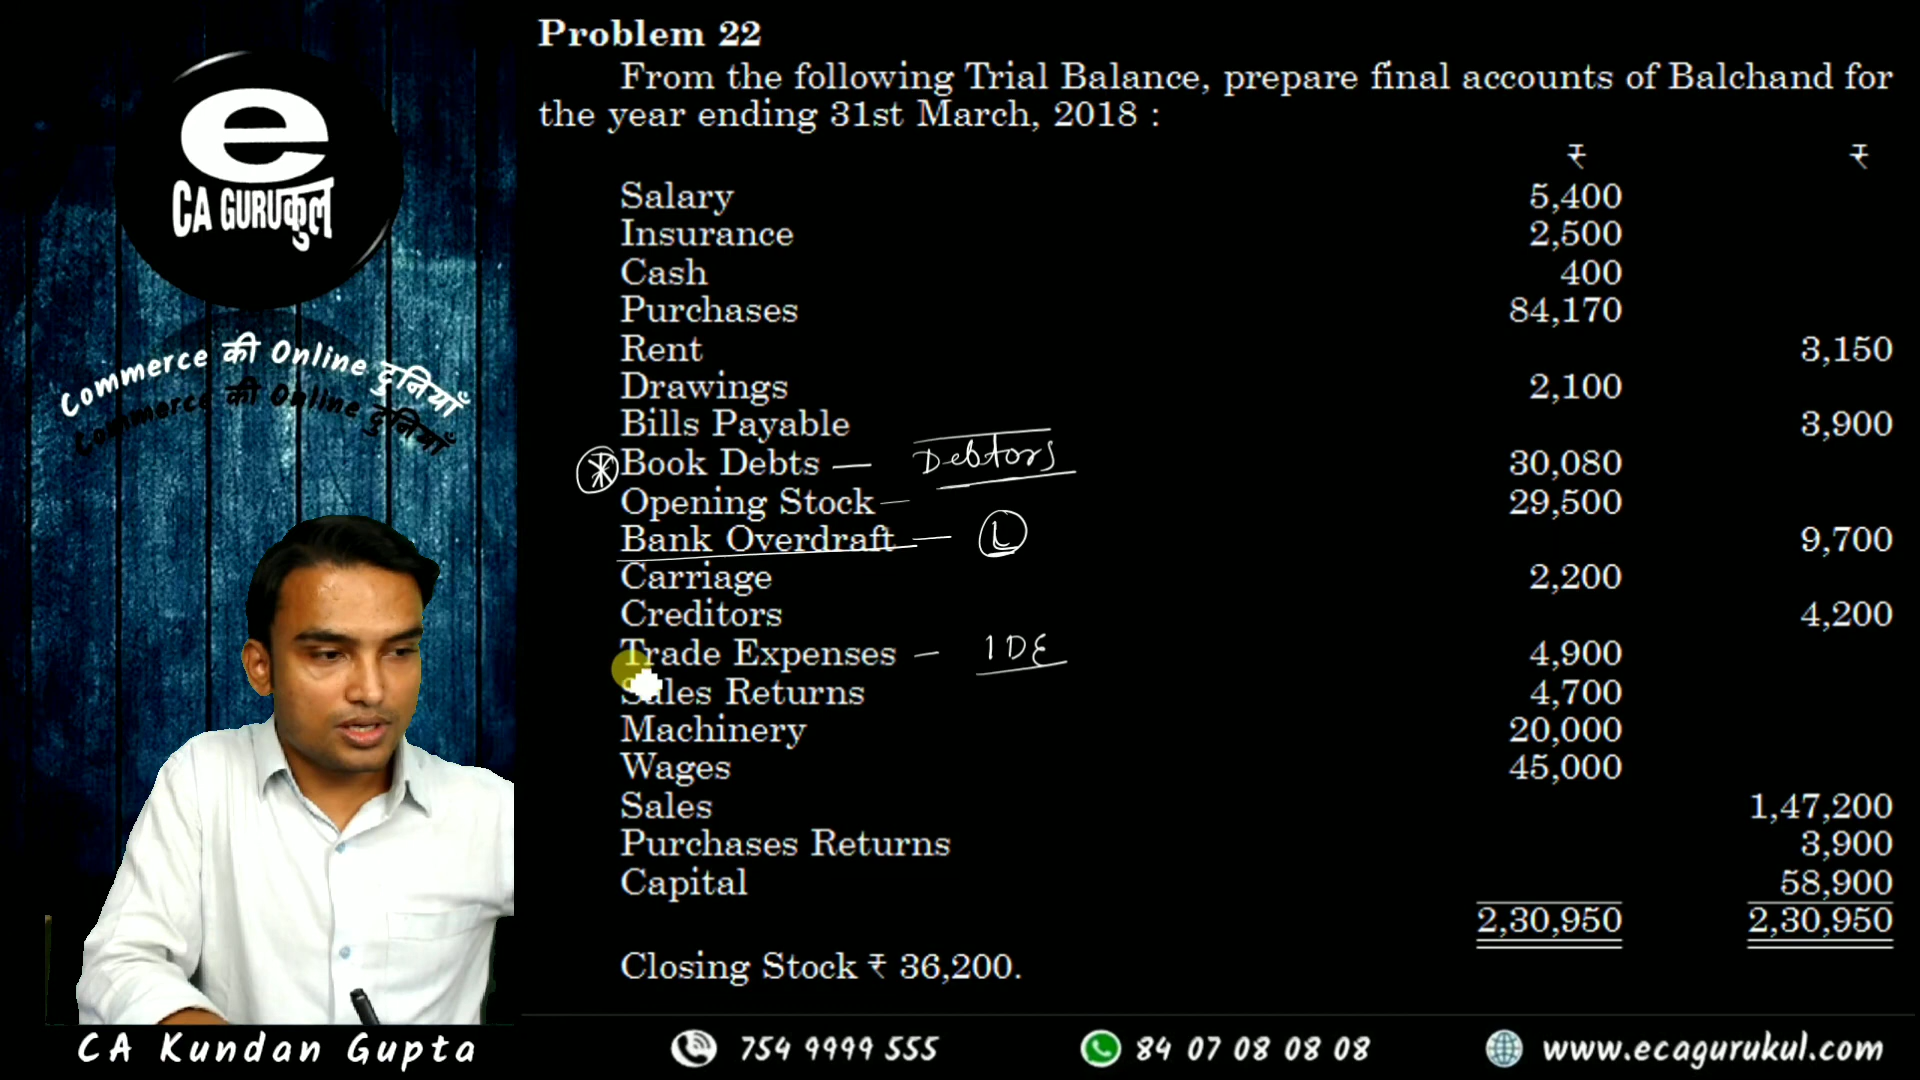 e
CA GURUकुल
Commerce की Online दुनियाँ
Commerce की Online दुनियाँ
Problem 22
From the following Trial Balance, prepare final accounts of Balchand for
the year ending 31st March, 2018 :
₹ ₹
Salary 5,400
Insurance 2,500
Cash 400
Purchases 84,170
Rent 3,150
Drawings 2,100
Bills Payable 3,900
Book Debts — Debtors 30,080
Opening Stock — 29,500
Bank Overdraft — L 9,700
Carriage 2,200
Creditors 4,200
Trade Expenses — IDE 4,900
Sales Returns 4,700
Machinery 20,000
Wages 45,000
Sales 1,47,200
Purchases Returns 3,900
Capital 58,900
2,30,950 2,30,950
Closing Stock ₹ 36,200.
CA Kundan Gupta 754 9999 555 84 07 08 08 08 www.ecagurukul.com